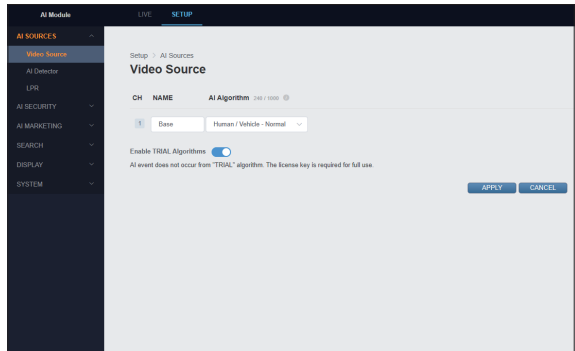 AI Module
LIVE SETUP
AI SOURCES
Video Source
AI Detector
LPR
AI SECURITY
AI MARKETING
SEARCH
DISPLAY
SYSTEM
Setup > AI Sources
Video Source
CH NAME AI Algorithm 240 / 1000
1 Base Human / Vehicle - Normal
Enable TRIAL Algorithms
AI event does not occur from "TRIAL" algorithm. The license key is required for full use.
APPLY CANCEL